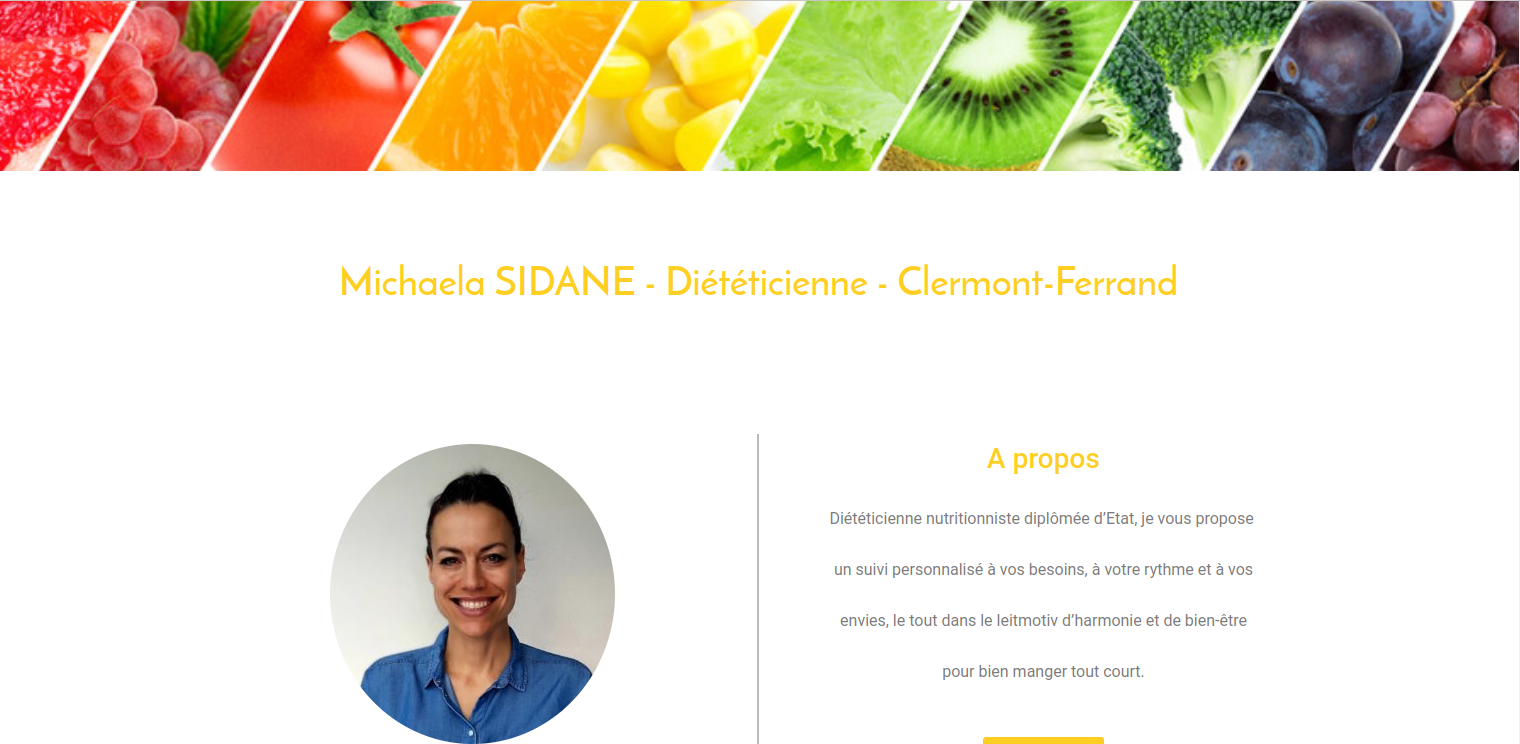 Michaela SIDANE - Diététicienne - Clermont-Ferrand
A propos
Diététicienne nutritionniste diplômée d’Etat, je vous propose
un suivi personnalisé à vos besoins, à votre rythme et à vos
envies, le tout dans le leitmotiv d’harmonie et de bien-être
pour bien manger tout court.